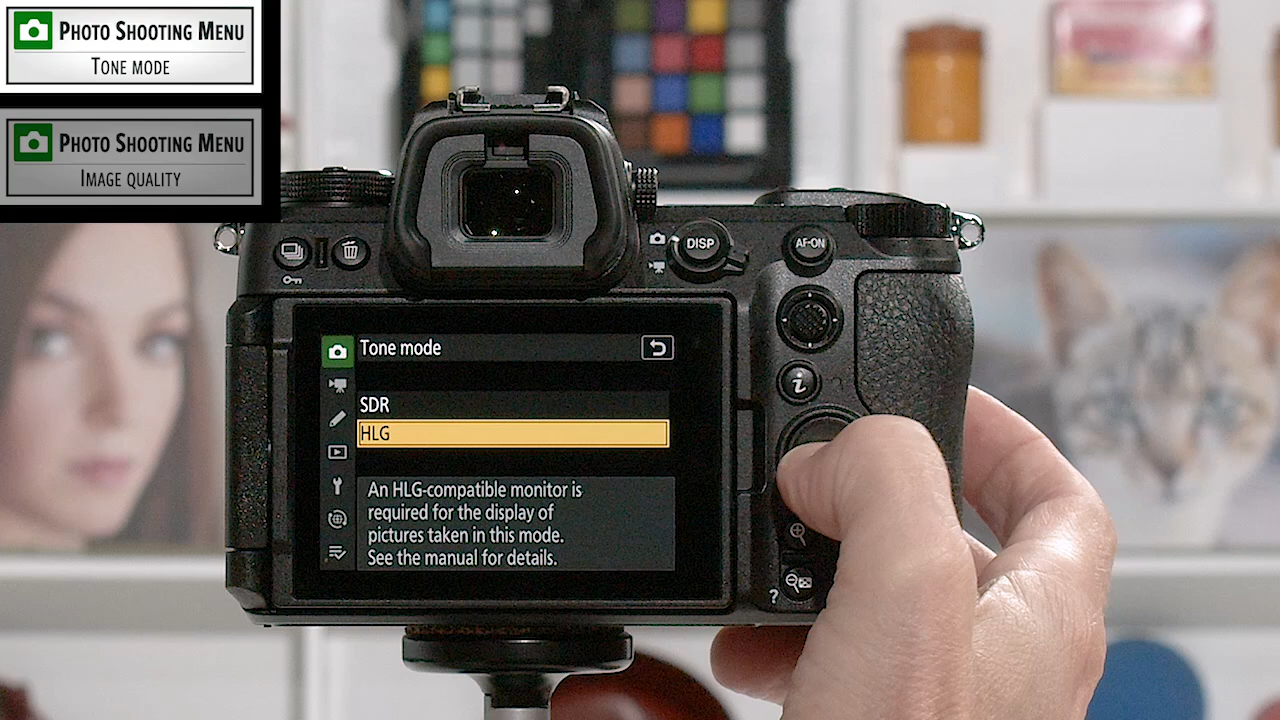 PHOTO SHOOTING MENU
TONE MODE
PHOTO SHOOTING MENU
IMAGE QUALITY
DISP
AF-ON
i
Tone mode
SDR
HLG
An HLG-compatible monitor is
required for the display of
pictures taken in this mode.
See the manual for details.
?